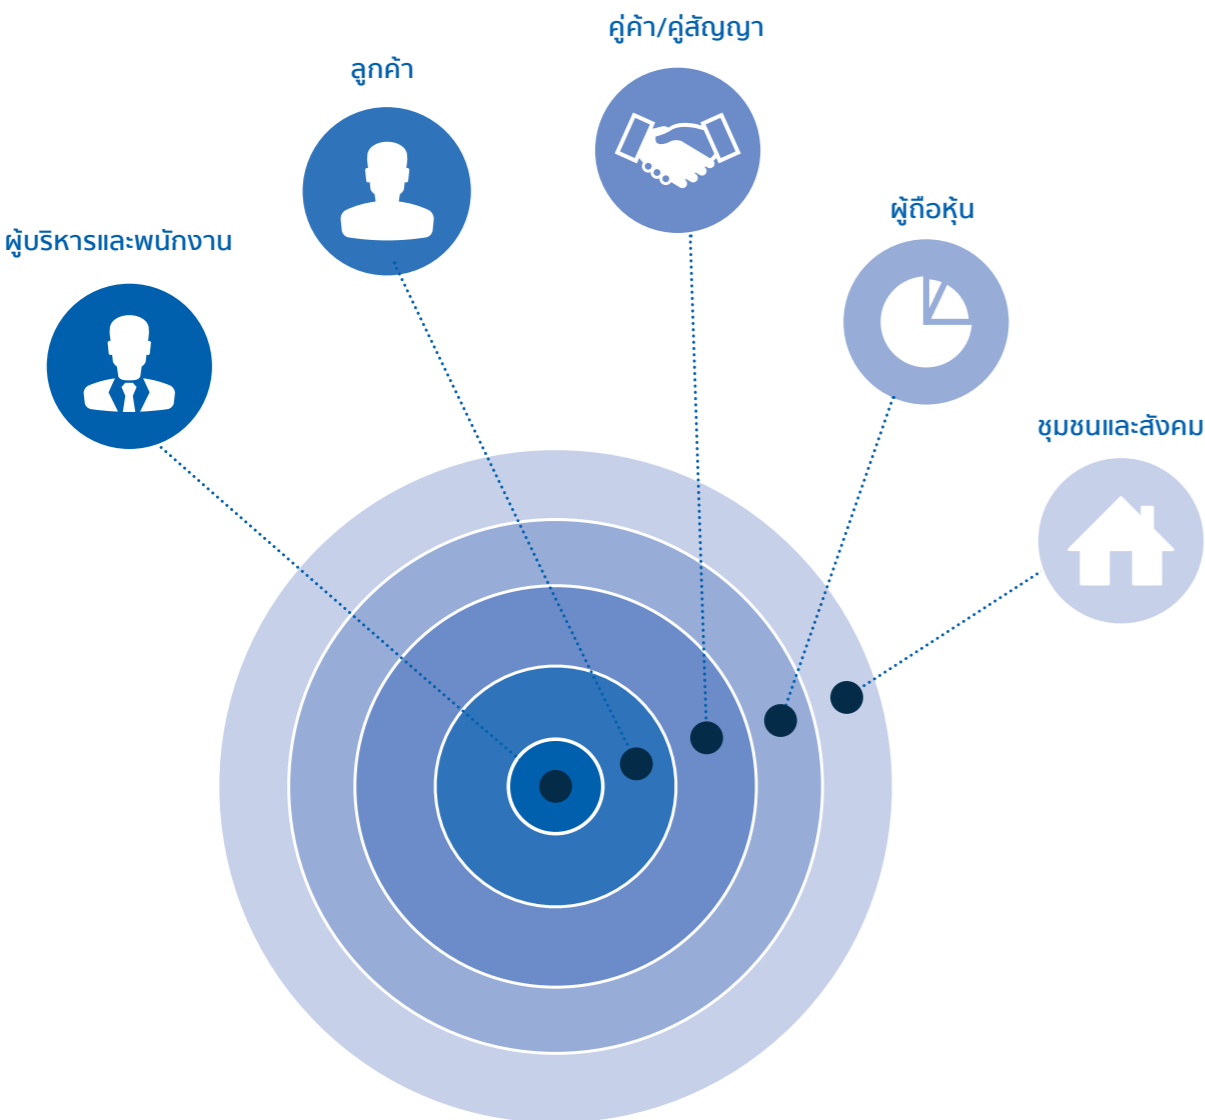 คู่ค้า/คู่สัญญา
ลูกค้า
ผู้ถือหุ้น
ผู้บริหารและพนักงาน
ชุมชนและสังคม